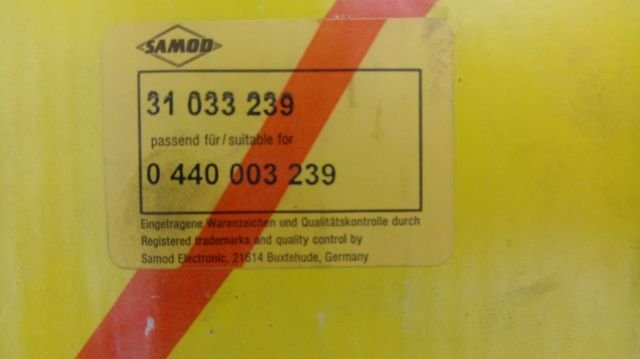 SAMOD
31 033 239
passend für/suitable for
0 440 003 239
Eingetragene Warenzeichen und Qualitätskontrolle durch
Registered trademarks and quality control by
Samod Electronic, 21614 Buxtehude, Germany